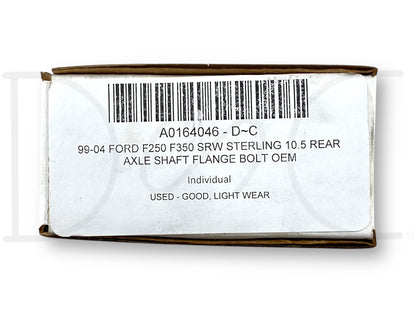 A0164046 - D~C
99-04 FORD F250 F350 SRW STERLING 10.5 REAR
AXLE SHAFT FLANGE BOLT OEM
Individual
USED - GOOD, LIGHT WEAR